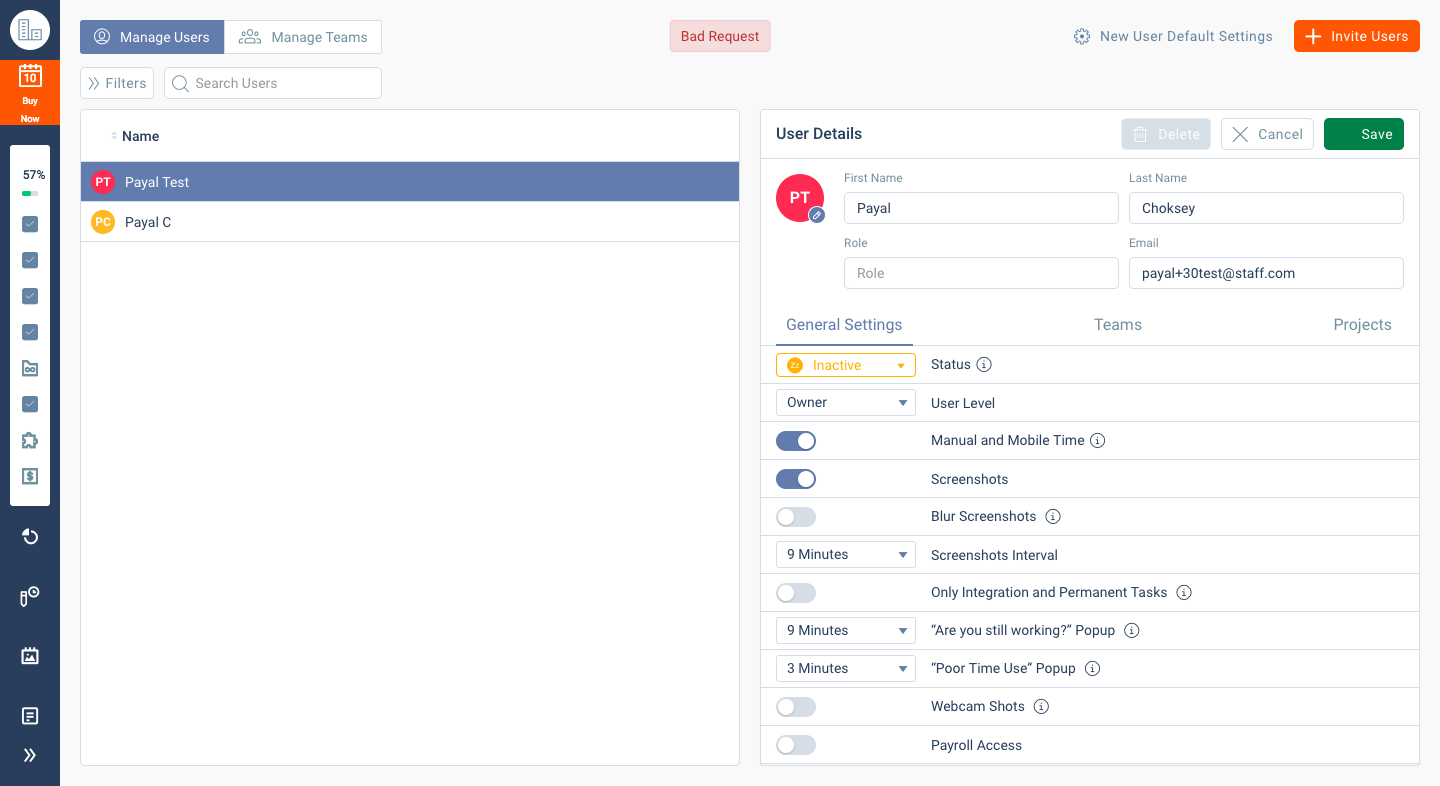 Manage Users
Manage Teams
Bad Request
New User Default Settings
Invite Users
10
Buy
Now
Filters
Search Users
57%
Name
PT
Payal Test
PC
Payal C
User Details
Delete
Cancel
Save
PT
First Name
Payal
Last Name
Choksey
Role
Role
Email
payal+30test@staff.com
General Settings
Teams
Projects
Zz Inactive
Status
Owner
User Level
Manual and Mobile Time
Screenshots
Blur Screenshots
9 Minutes
Screenshots Interval
Only Integration and Permanent Tasks
9 Minutes
“Are you still working?” Popup
3 Minutes
“Poor Time Use” Popup
Webcam Shots
Payroll Access